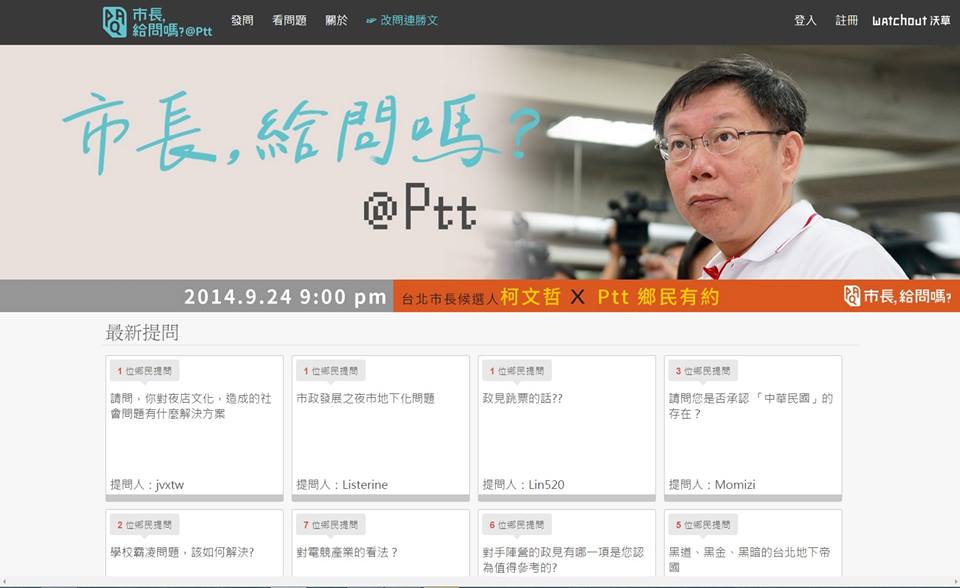 市長,
給問嗎?@Ptt
發問
看問題
關於
☞ 改問連勝文
登入
註冊
WATCHOUT 沃草
市長,給問嗎?
@Ptt
2014.9.24 9:00 pm
台北市長候選人柯文哲 X Ptt 鄉民有約
市長,給問嗎?
最新提問
1 位鄉民提問
請問，你對夜店文化，造成的社
會問題有什麼解決方案
提問人：jvxtw
1 位鄉民提問
市政發展之夜市地下化問題
提問人：Listerine
1 位鄉民提問
政見跳票的話??
提問人：Lin520
3 位鄉民提問
請問您是否承認「中華民國」的
存在？
提問人：Momizi
2 位鄉民提問
學校霸凌問題，該如何解決?
7 位鄉民提問
對電競產業的看法？
6 位鄉民提問
對手陣營的政見有哪一項是您認
為值得參考的?
5 位鄉民提問
黑道、黑金、黑暗的台北地下帝
國